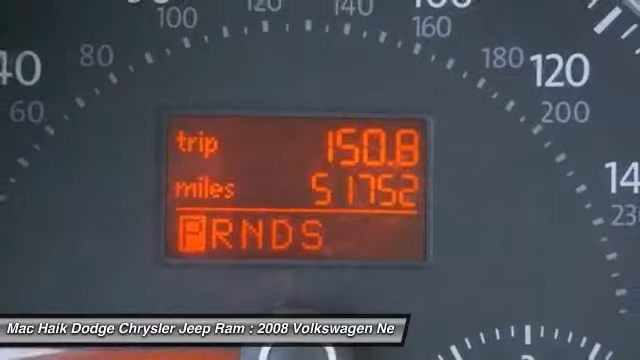 100 120 140 160
80 180
40 120
60 200
trip 150.8
miles 51752
PRNDS
Mac Haik Dodge Chrysler Jeep Ram : 2008 Volkswagen Ne